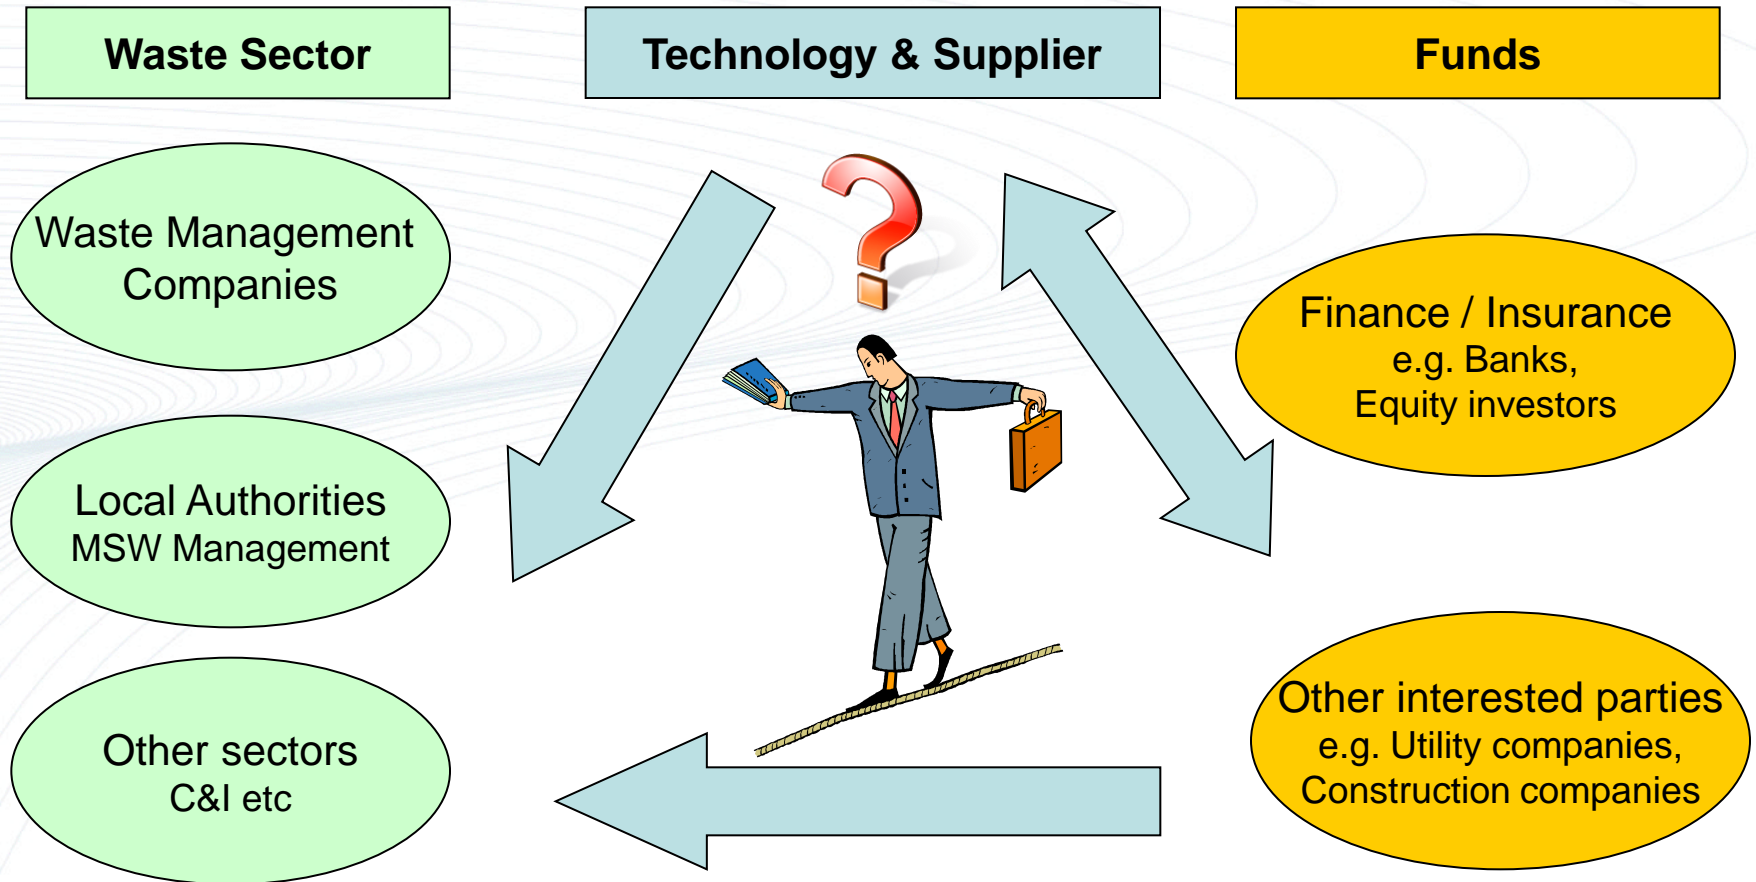 Waste Sector
Technology & Supplier
Funds
Waste Management
Companies
Local Authorities
MSW Management
Other sectors
C&I etc
Finance / Insurance
e.g. Banks,
Equity investors
Other interested parties
e.g. Utility companies,
Construction companies